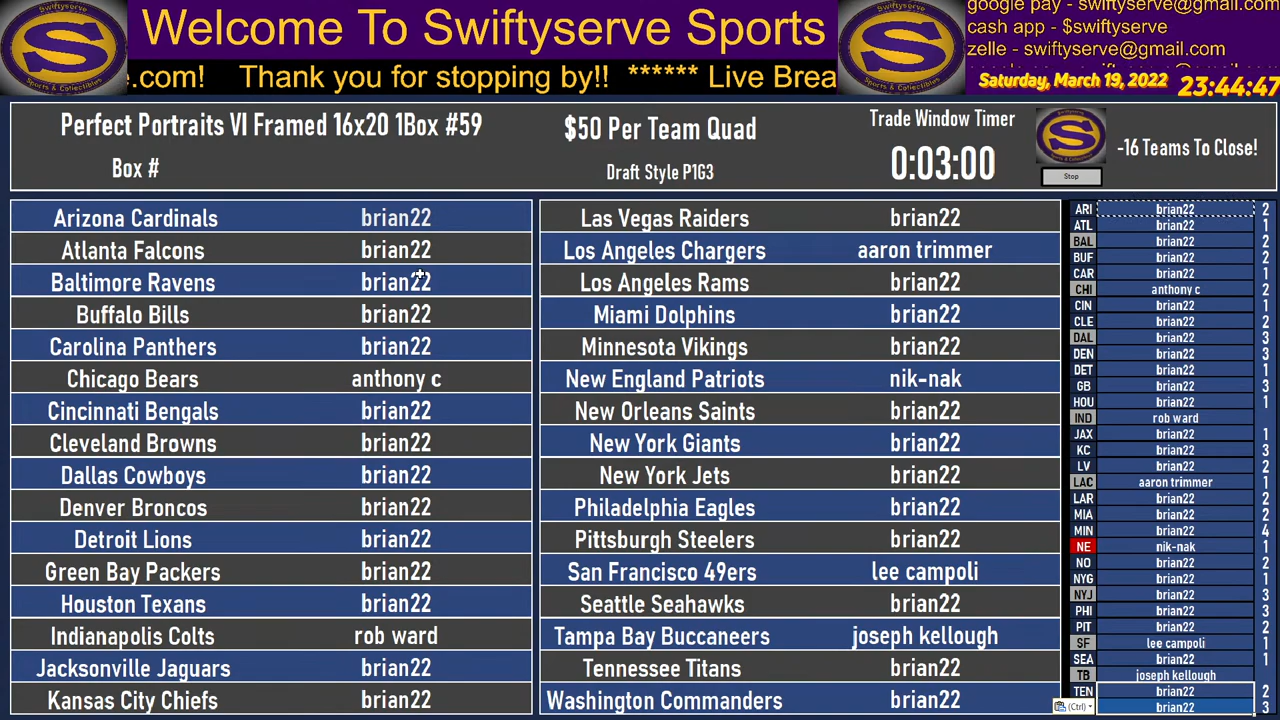 Welcome To Swiftyserve Sports
google pay - swiftyserve@gmail.com
cash app - $swiftyserve
zelle - swiftyserve@gmail.com
e.com! Thank you for stopping by!! ****** Live Brea
Saturday, March 19, 2022 23:44:47
Perfect Portraits VI Framed 16x20 1Box #59
Box #
$50 Per Team Quad
Draft Style P1G3
Trade Window Timer
0:03:00
Stop
-16 Teams To Close!
Arizona Cardinals brian22
Atlanta Falcons brian22
Baltimore Ravens brian22
Buffalo Bills brian22
Carolina Panthers brian22
Chicago Bears anthony c
Cincinnati Bengals brian22
Cleveland Browns brian22
Dallas Cowboys brian22
Denver Broncos brian22
Detroit Lions brian22
Green Bay Packers brian22
Houston Texans brian22
Indianapolis Colts rob ward
Jacksonville Jaguars brian22
Kansas City Chiefs brian22
Las Vegas Raiders brian22
Los Angeles Chargers aaron trimmer
Los Angeles Rams brian22
Miami Dolphins brian22
Minnesota Vikings brian22
New England Patriots nik-nak
New Orleans Saints brian22
New York Giants brian22
New York Jets brian22
Philadelphia Eagles brian22
Pittsburgh Steelers brian22
San Francisco 49ers lee campoli
Seattle Seahawks brian22
Tampa Bay Buccaneers joseph kellough
Tennessee Titans brian22
Washington Commanders brian22
ARI brian22 2
ATL brian22 1
BAL brian22 2
BUF brian22 2
CAR brian22 1
CHI anthony c 2
CIN brian22 1
CLE brian22 2
DAL brian22 3
DEN brian22 3
DET brian22 1
GB brian22 3
HOU brian22 1
IND rob ward
JAX brian22 1
KC brian22 3
LV brian22 2
LAC aaron trimmer 1
LAR brian22 2
MIA brian22 2
MIN brian22 4
NE nik-nak 1
NO brian22 2
NYG brian22 1
NYJ brian22 3
PHI brian22 3
PIT brian22 2
SF lee campoli 1
SEA brian22 1
TB joseph kellough
TEN brian22 2
(Ctrl) brian22 3